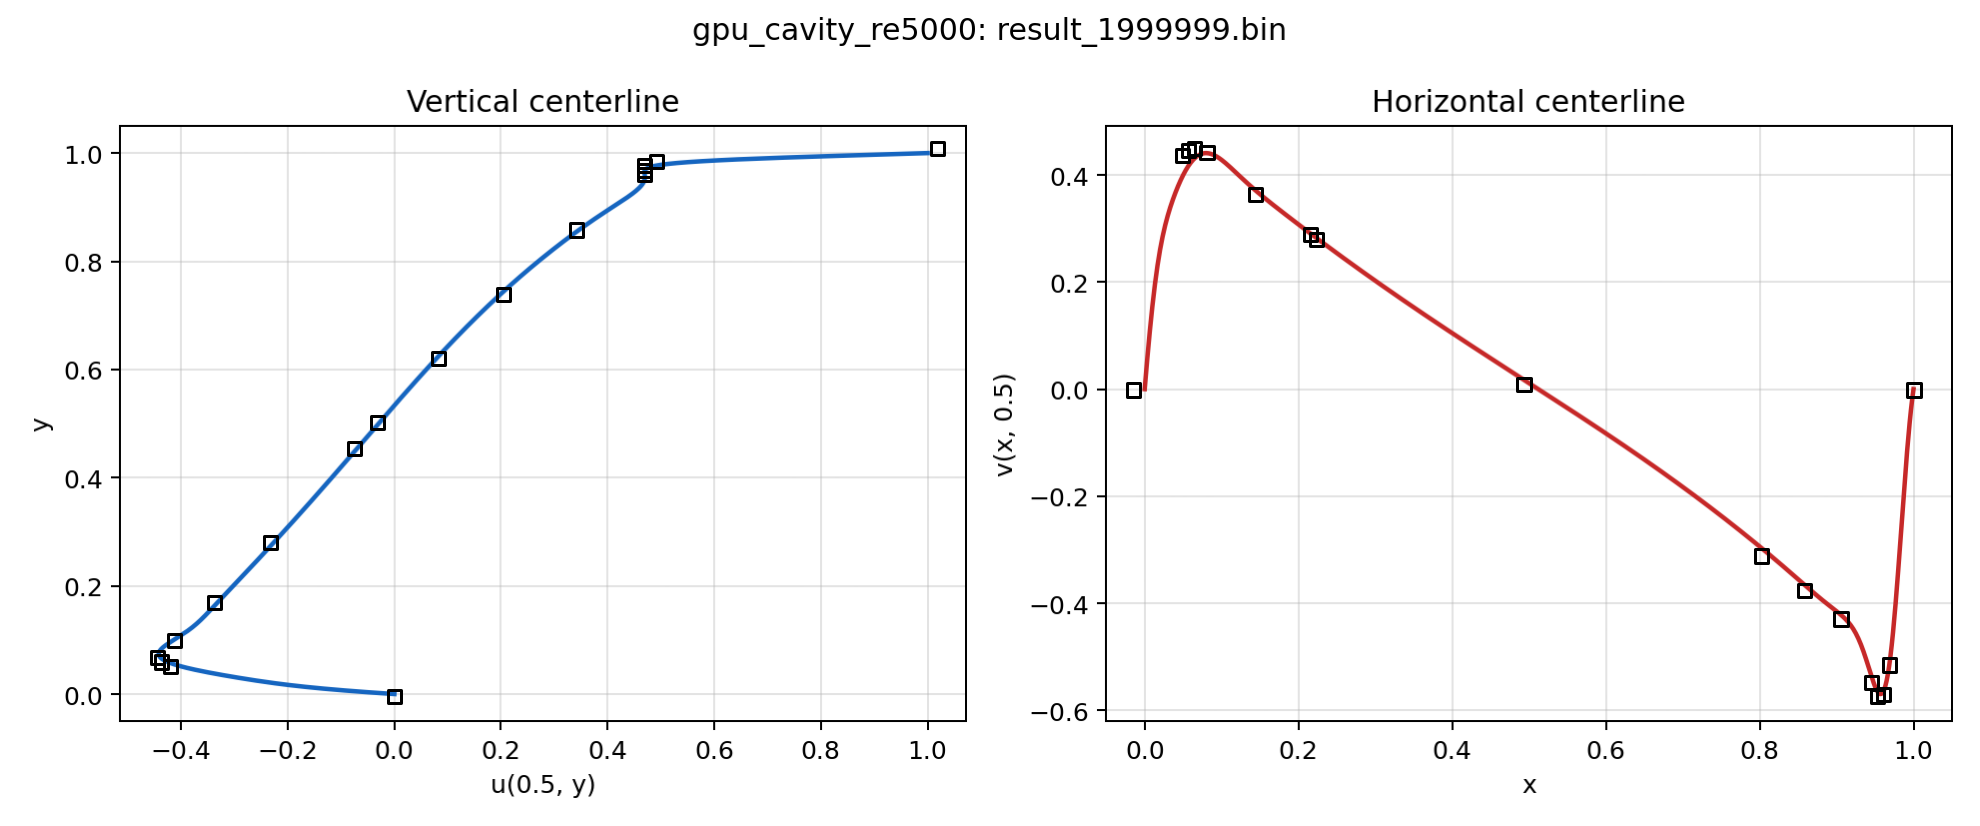 gpu_cavity_re5000: result_1999999.bin
Vertical centerline
1.0
0.8
0.6
0.4
0.2
0.0
y
−0.4 −0.2 0.0 0.2 0.4 0.6 0.8 1.0
u(0.5, y)
Horizontal centerline
0.4
0.2
0.0
−0.2
−0.4
−0.6
v(x, 0.5)
0.0 0.2 0.4 0.6 0.8 1.0
x